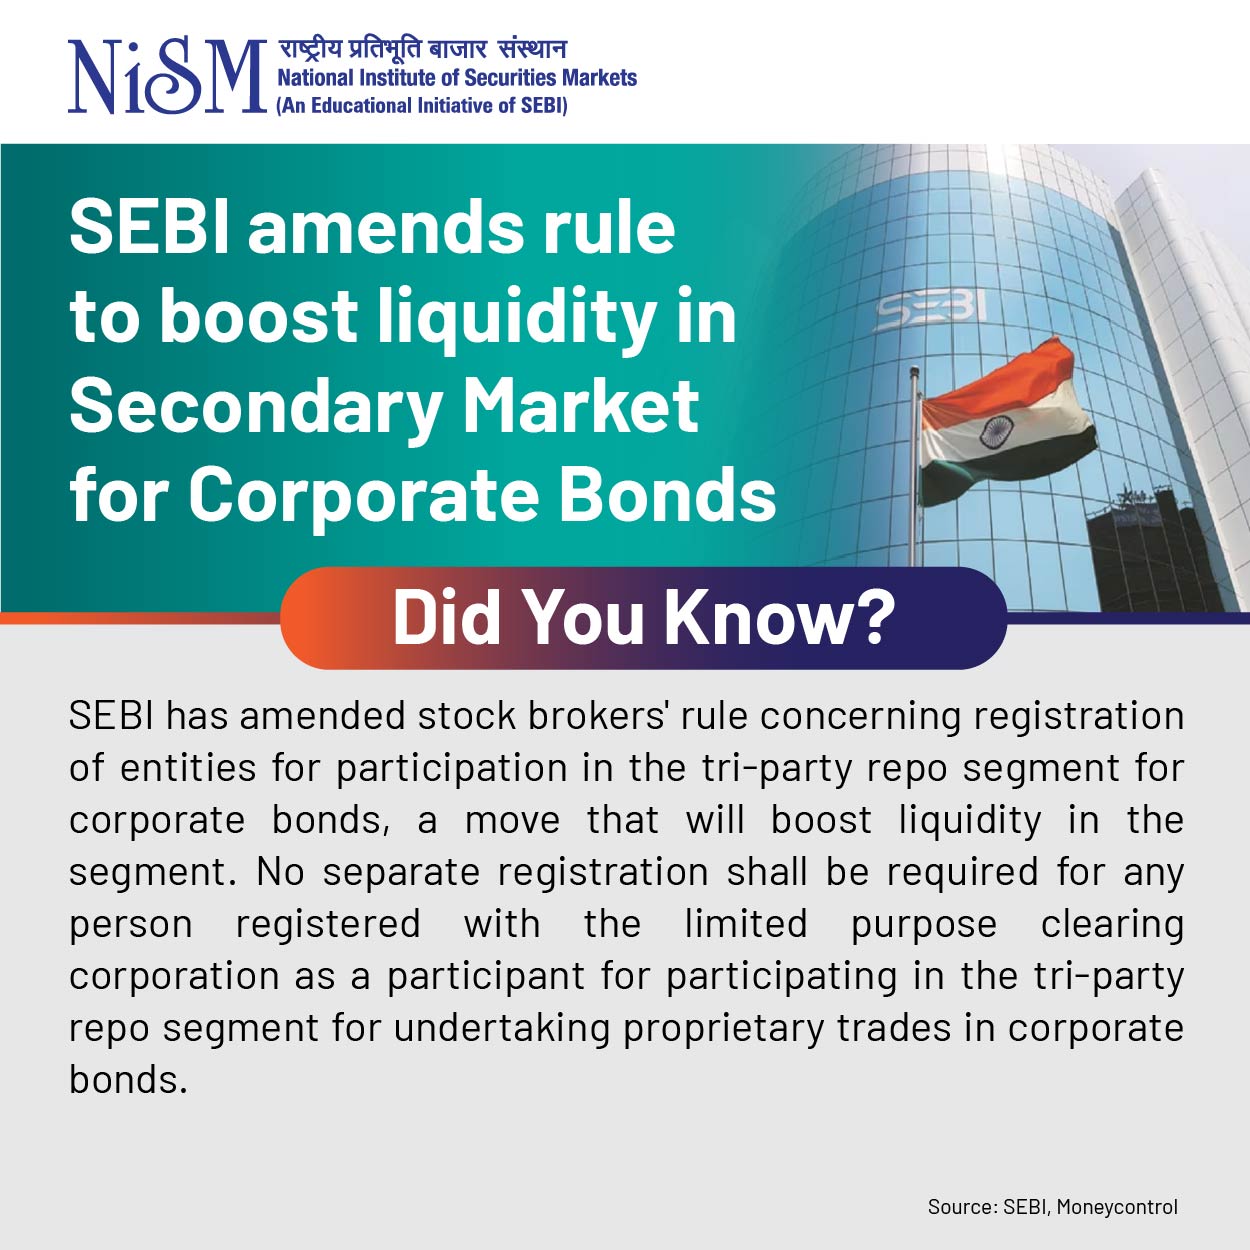 NiSM
राष्ट्रीय प्रतिभूति बाजार संस्थान
National Institute of Securities Markets
(An Educational Initiative of SEBI)
SEBI amends rule
to boost liquidity in
Secondary Market
for Corporate Bonds
SEBI
Did You Know?
SEBI has amended stock brokers' rule concerning registration
of entities for participation in the tri-party repo segment for
corporate bonds, a move that will boost liquidity in the
segment. No separate registration shall be required for any
person registered with the limited purpose clearing
corporation as a participant for participating in the tri-party
repo segment for undertaking proprietary trades in corporate
bonds.
Source: SEBI, Moneycontrol